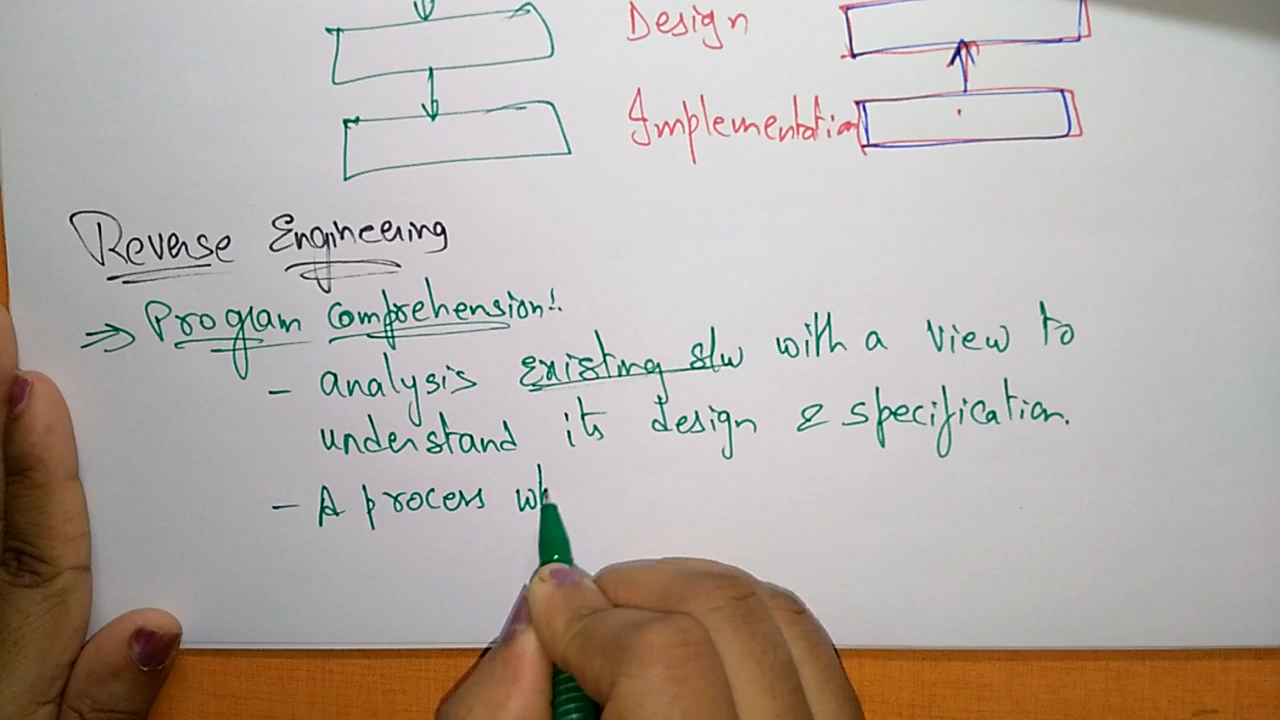 Design
Implementation
Reverse Engineering
⇒ Program Comprehension:
- analysis existing s/w with a view to
understand its design & specification.
- A process wh